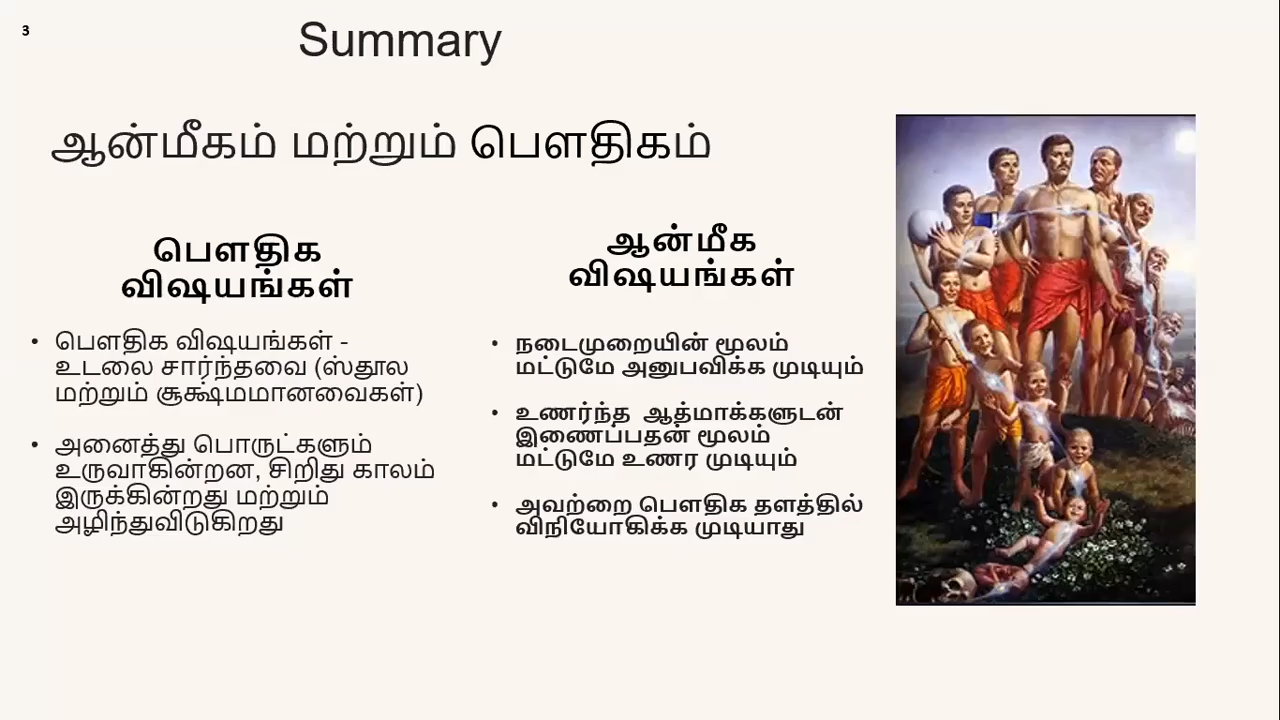 3
Summary
ஆன்மீகம் மற்றும் பௌதிகம்
பௌதிக
விஷயங்கள்
• பௌதிக விஷயங்கள் -
உடலை சார்ந்தவை (ஸ்தூல
மற்றும் சூக்ஷ்மமானவைகள்)
• அனைத்து பொருட்களும்
உருவாகின்றன, சிறிது காலம்
இருக்கின்றது மற்றும்
அழிந்துவிடுகிறது
ஆன்மீக
விஷயங்கள்
• நடைமுறையின் மூலம்
மட்டுமே அனுபவிக்க முடியும்
• உணர்ந்த ஆத்மாக்களுடன்
இணைப்பதன் மூலம்
மட்டுமே உணர முடியும்
• அவற்றை பௌதிக தளத்தில்
விநியோகிக்க முடியாது